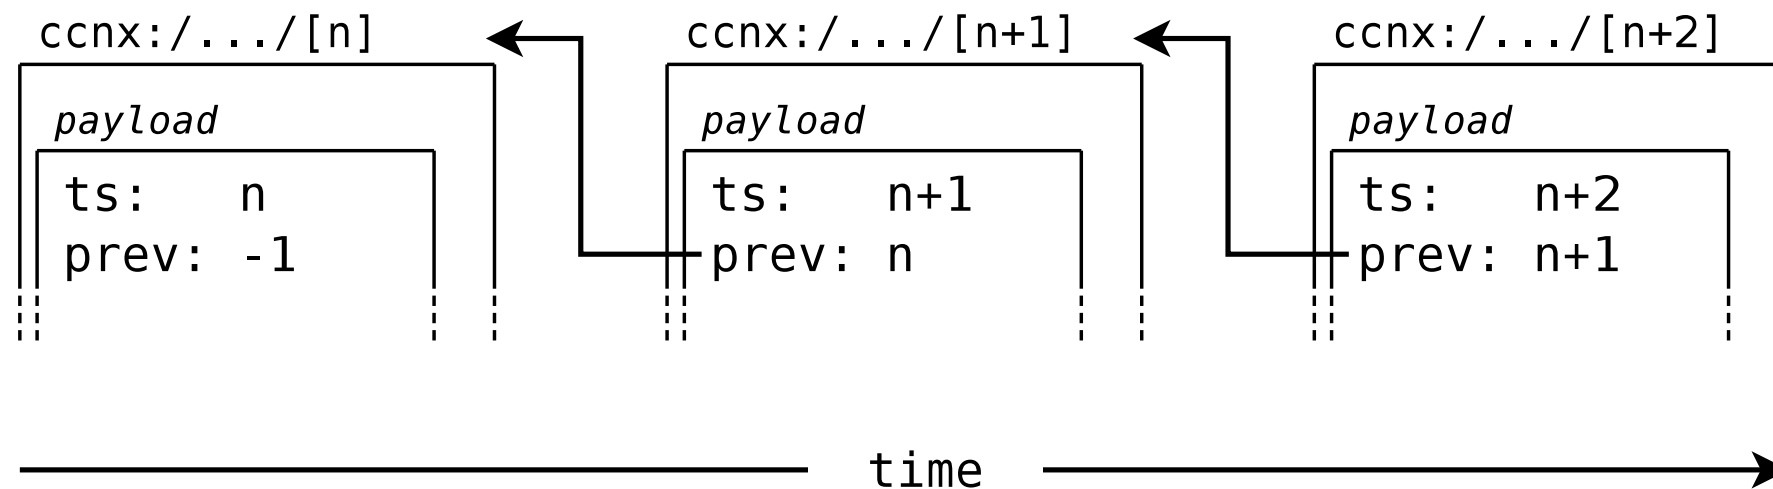 ccnx:/.../[n]
payload
ts: n
prev: -1
ccnx:/.../[n+1]
payload
ts: n+1
prev: n
ccnx:/.../[n+2]
payload
ts: n+2
prev: n+1
time